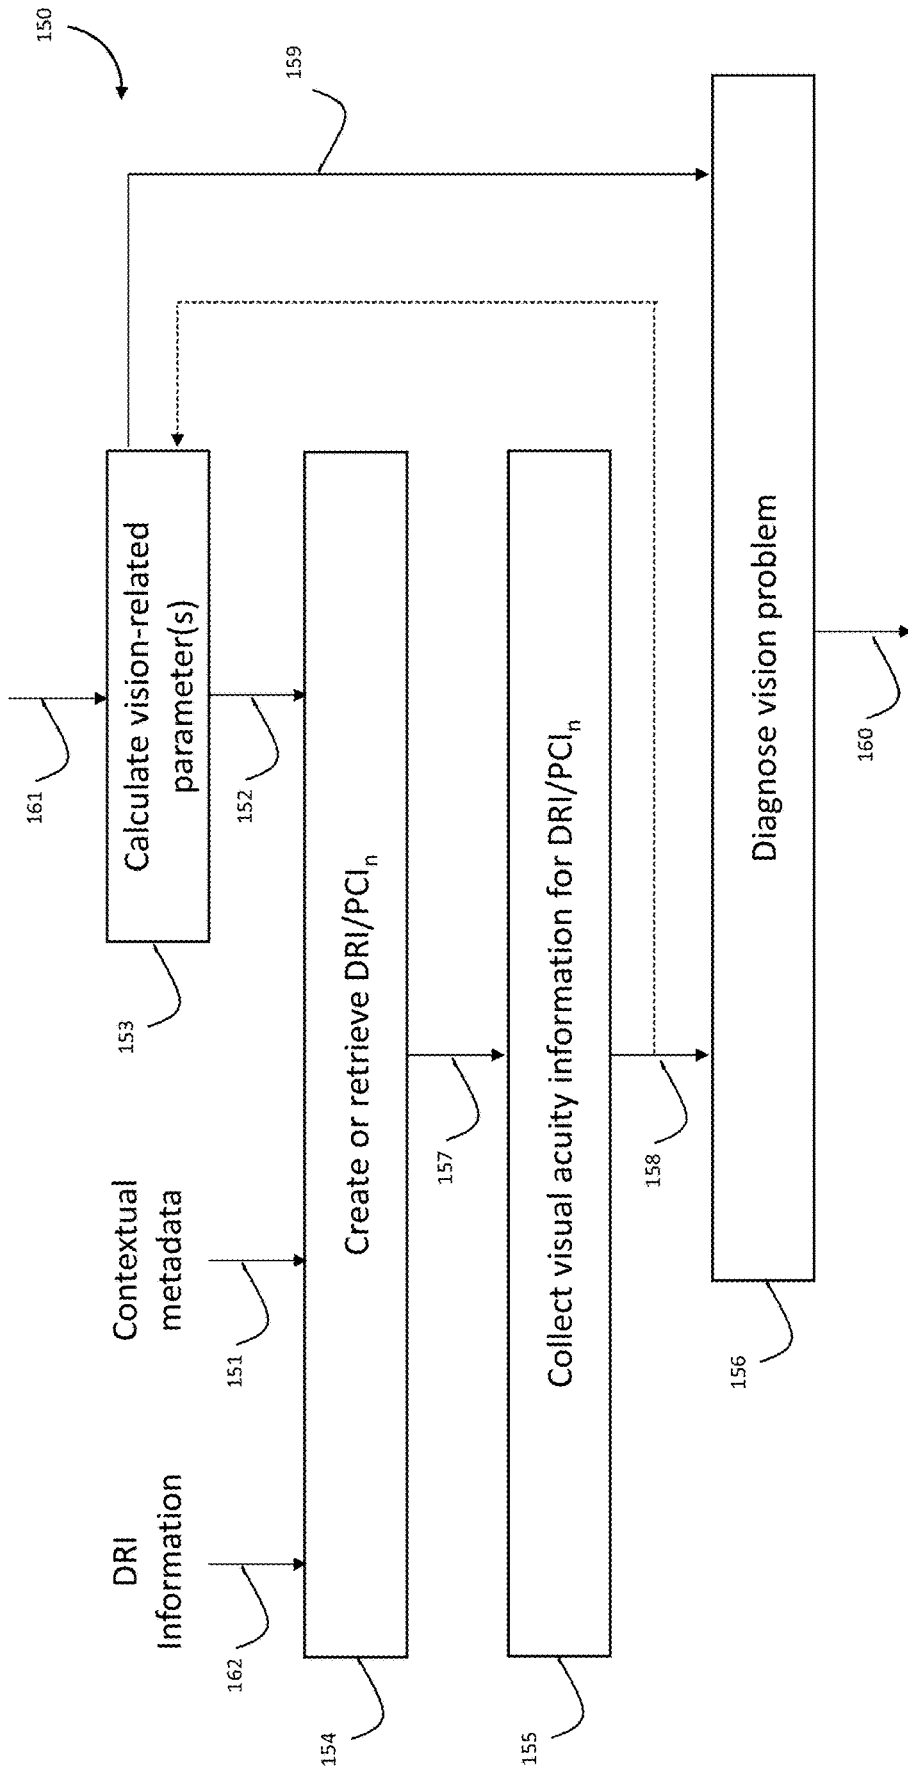 150
161
DRI
Information
Contextual
metadata
153
Calculate vision-related
parameter(s)
162
151
152
159
154
Create or retrieve DRI/PCIn
157
155
Collect visual acuity information for DRI/PCIn
158
156
Diagnose vision problem
160